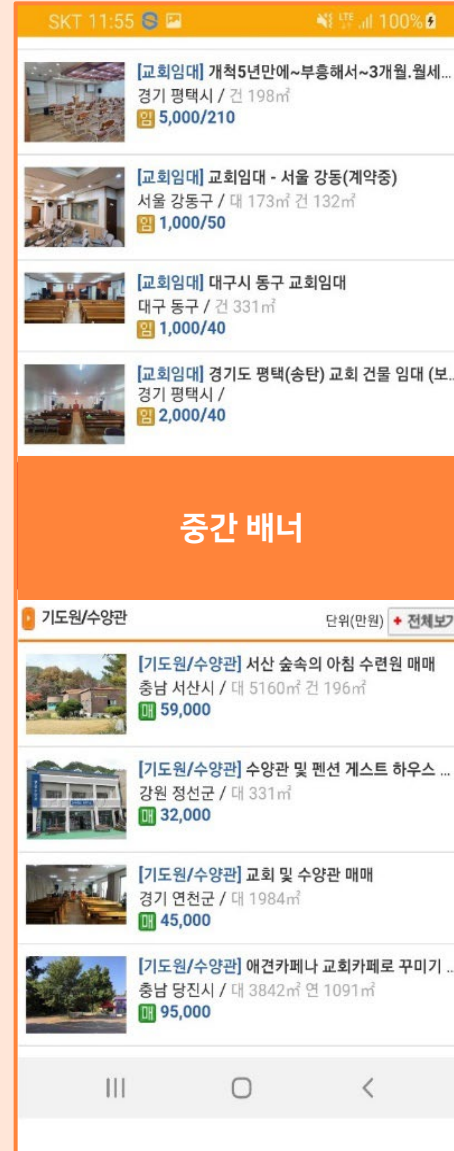 SKT 11:55
LTE
100%
[교회임대] 개척5년만에~부흥해서~3개월.월세...
경기 평택시 / 건 198㎡
임 5,000/210
[교회임대] 교회임대 - 서울 강동(계약중)
서울 강동구 / 대 173㎡ 건 132㎡
임 1,000/50
[교회임대] 대구시 동구 교회임대
대구 동구 / 건 331㎡
임 1,000/40
[교회임대] 경기도 평택(송탄) 교회 건물 임대 (보..
경기 평택시 /
임 2,000/40
중간 배너
기도원/수양관
단위(만원) + 전체보기
[기도원/수양관] 서산 숲속의 아침 수련원 매매
충남 서산시 / 대 5160㎡ 건 196㎡
매 59,000
[기도원/수양관] 수양관 및 펜션 게스트 하우스 ...
강원 정선군 / 대 331㎡
매 32,000
[기도원/수양관] 교회 및 수양관 매매
경기 연천군 / 대 1984㎡
매 45,000
[기도원/수양관] 애견카페나 교회카페로 꾸미기 ..
충남 당진시 / 대 3842㎡ 연 1091㎡
매 95,000